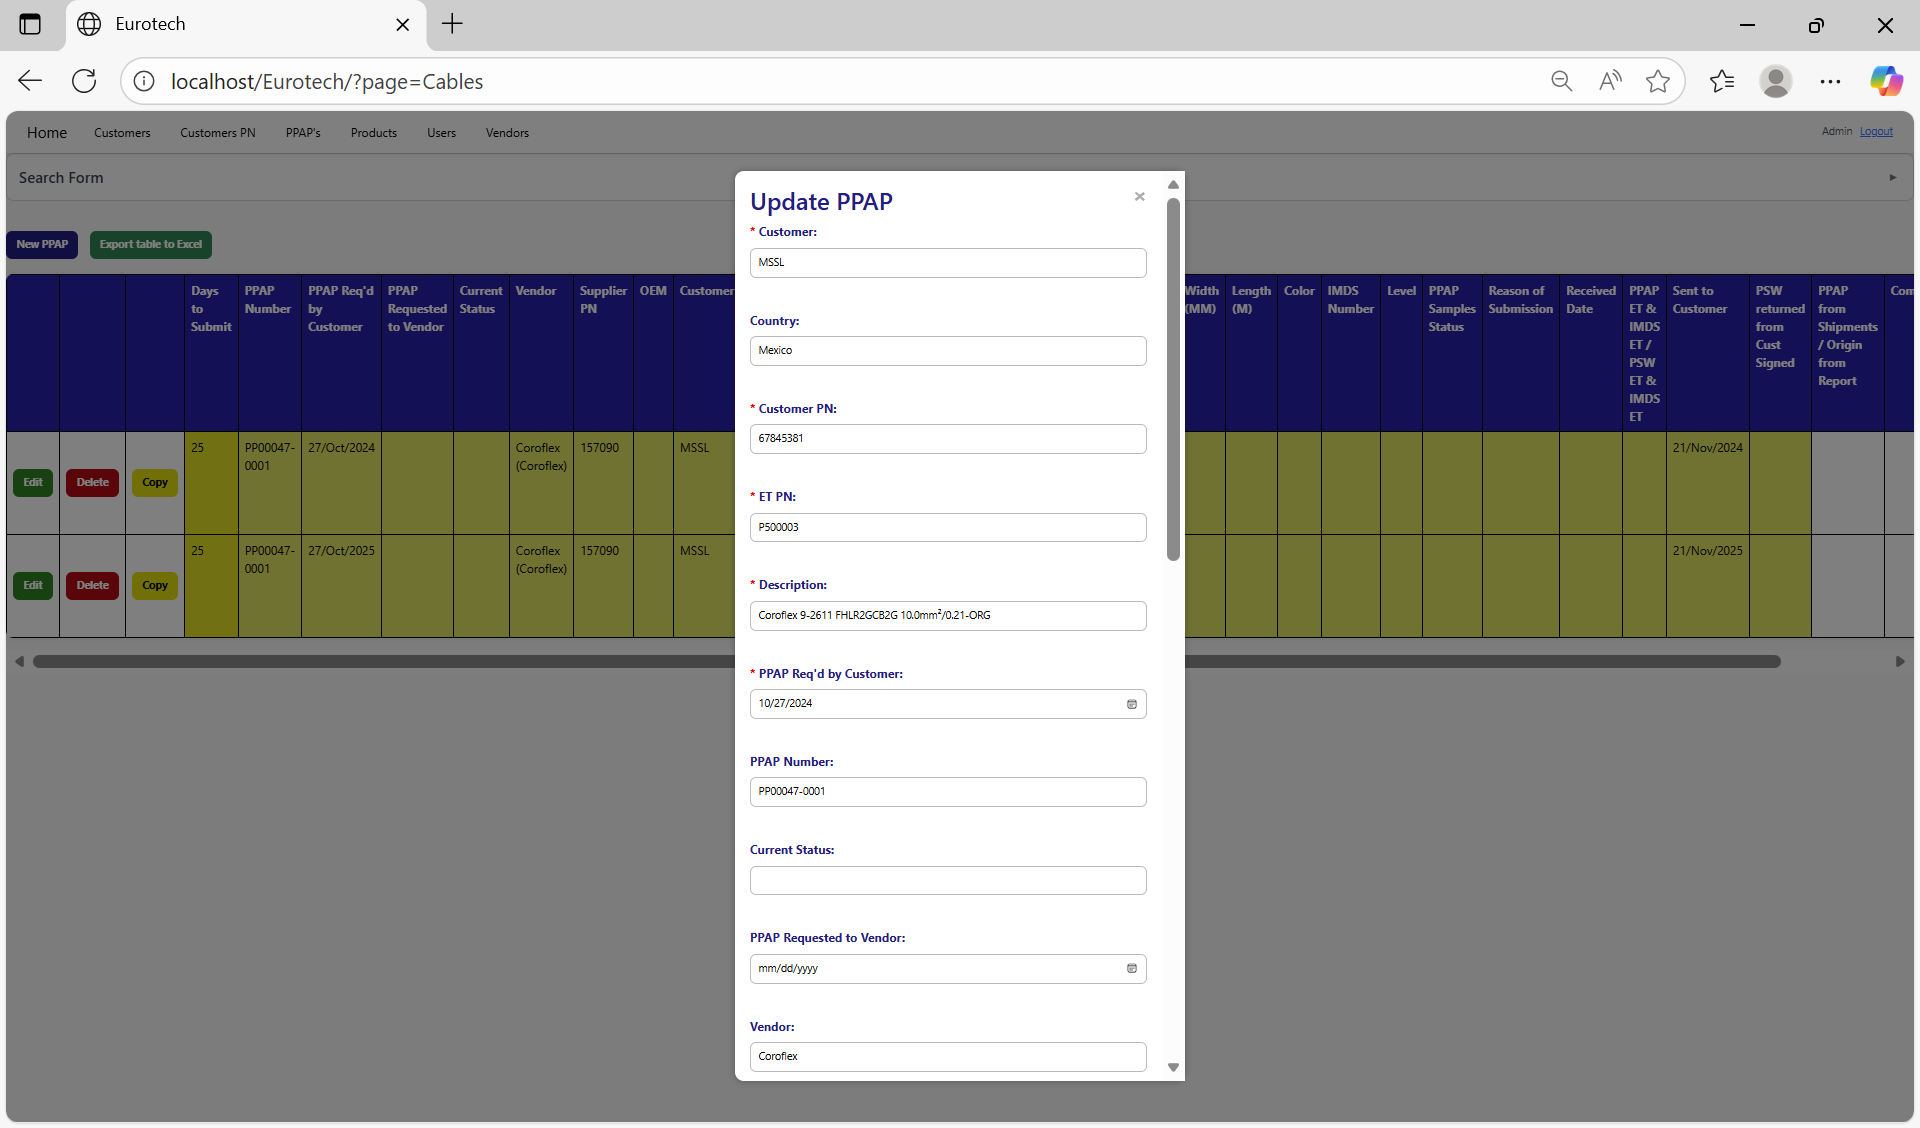 Eurotech
localhost/Eurotech/?page=Cables
Home Customers Customers PN PPAP's Products Users Vendors Admin Logout
Search Form
New PPAP Export table to Excel
Days to Submit
PPAP Number
PPAP Req'd by Customer
PPAP Requested to Vendor
Current Status
Vendor
Supplier PN
OEM
Customer
Width (MM)
Length (M)
Color
IMDS Number
Level
PPAP Samples Status
Reason of Submission
Received Date
PPAP ET & IMDS ET / PSW ET & IMDS ET
Sent to Customer
PSW returned from Cust Signed
PPAP from Shipments / Origin from Report
Com
Edit Delete Copy 25 PP00047-0001 27/Oct/2024 Coroflex (Coroflex) 157090 MSSL 21/Nov/2024
Edit Delete Copy 25 PP00047-0001 27/Oct/2025 Coroflex (Coroflex) 157090 MSSL 21/Nov/2025
Update PPAP ×
* Customer:
MSSL
Country:
Mexico
* Customer PN:
67845381
* ET PN:
P500003
* Description:
Coroflex 9-2611 FHLR2GCB2G 10.0mm²/0.21-ORG
* PPAP Req'd by Customer:
10/27/2024
PPAP Number:
PP00047-0001
Current Status:
PPAP Requested to Vendor:
mm/dd/yyyy
Vendor:
Coroflex